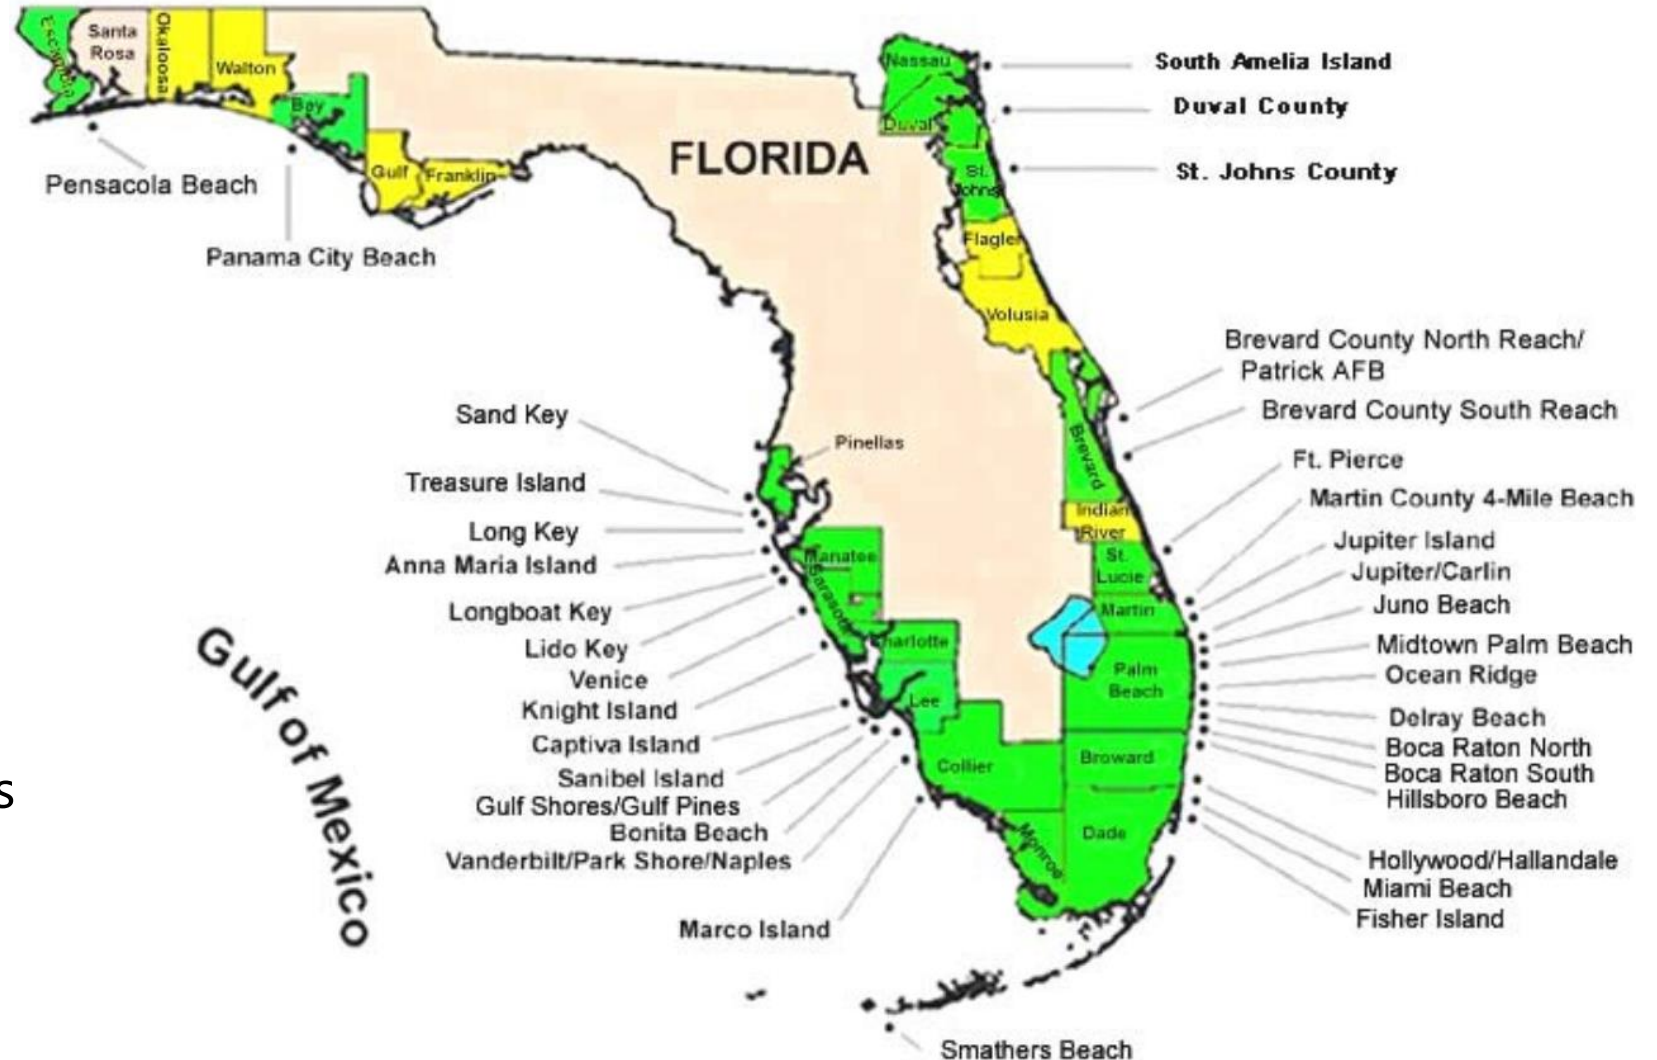 Escambia
Santa
Rosa
Okaloosa
Walton
Bay
Gulf
Franklin
Pensacola Beach
Panama City Beach
FLORIDA
Nassau
Duval
St.
Johns
Flagler
Volusia
South Amelia Island
Duval County
St. Johns County
Brevard County North Reach/
Patrick AFB
Brevard County South Reach
Ft. Pierce
Martin County 4-Mile Beach
Jupiter Island
Jupiter/Carlin
Juno Beach
Midtown Palm Beach
Ocean Ridge
Delray Beach
Boca Raton North
Boca Raton South
Hillsboro Beach
Hollywood/Hallandale
Miami Beach
Fisher Island
Brevard
Indian
River
St.
Lucie
Martin
Palm
Beach
Broward
Dade
Monroe
Collier
Lee
Charlotte
Sarasota
Manatee
Pinellas
Sand Key
Treasure Island
Long Key
Anna Maria Island
Longboat Key
Lido Key
Venice
Knight Island
Captiva Island
Sanibel Island
Gulf Shores/Gulf Pines
Bonita Beach
Vanderbilt/Park Shore/Naples
Marco Island
Smathers Beach
Gulf of Mexico
s